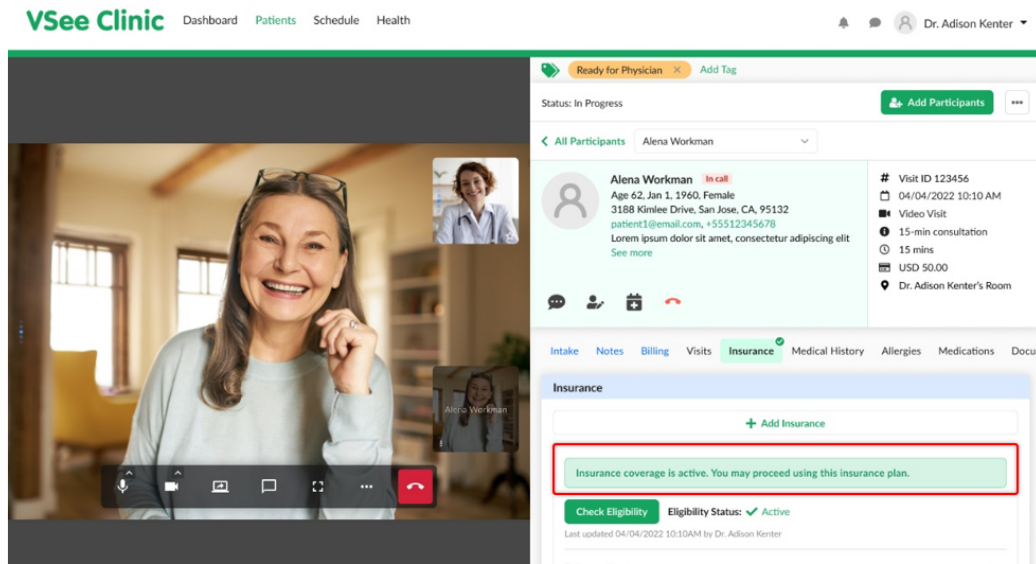 VSee Clinic
Dashboard Patients Schedule Health
Dr. Adison Kenter
Ready for Physician × Add Tag
Status: In Progress
Add Participants
All Participants
Alena Workman
Alena Workman In call
Age 62, Jan 1, 1960, Female
3188 Kimlee Drive, San Jose, CA, 95132
patient1@email.com, +55512345678
Lorem ipsum dolor sit amet, consectetur adipiscing elit
See more
# Visit ID 123456
04/04/2022 10:10 AM
Video Visit
15-min consultation
15 mins
USD 50.00
Dr. Adison Kenter's Room
Alena Workman
Intake Notes Billing Visits Insurance Medical History Allergies Medications Docu
Insurance
+ Add Insurance
Insurance coverage is active. You may proceed using this insurance plan.
Check Eligibility Eligibility Status: ✓ Active
Last updated 04/04/2022 10:10AM by Dr. Adison Kenter